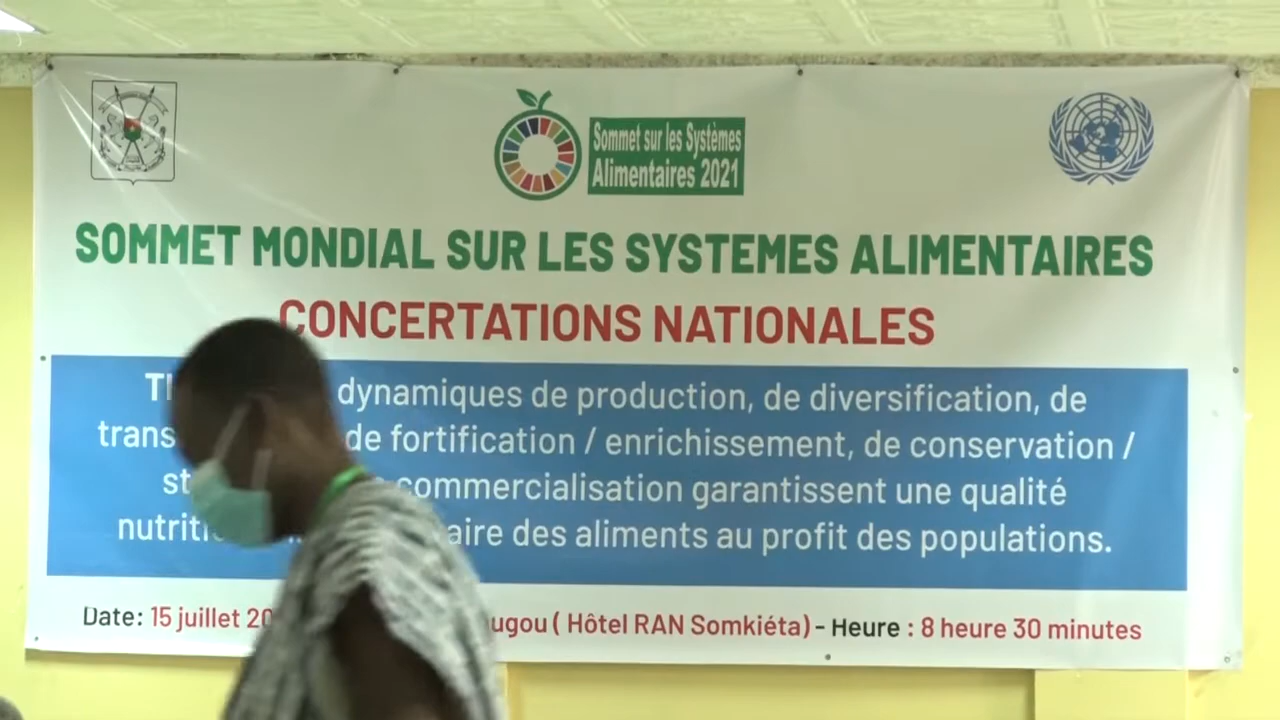 Sommet sur les Systèmes
Alimentaires 2021
SOMMET MONDIAL SUR LES SYSTEMES ALIMENTAIRES
CONCERTATIONS NATIONALES
dynamiques de production, de diversification, de
de fortification / enrichissement, de conservation /
commercialisation garantissent une qualité
des aliments au profit des populations.
Date: 15 juillet ( Hôtel RAN Somkiéta) - Heure : 8 heure 30 minutes